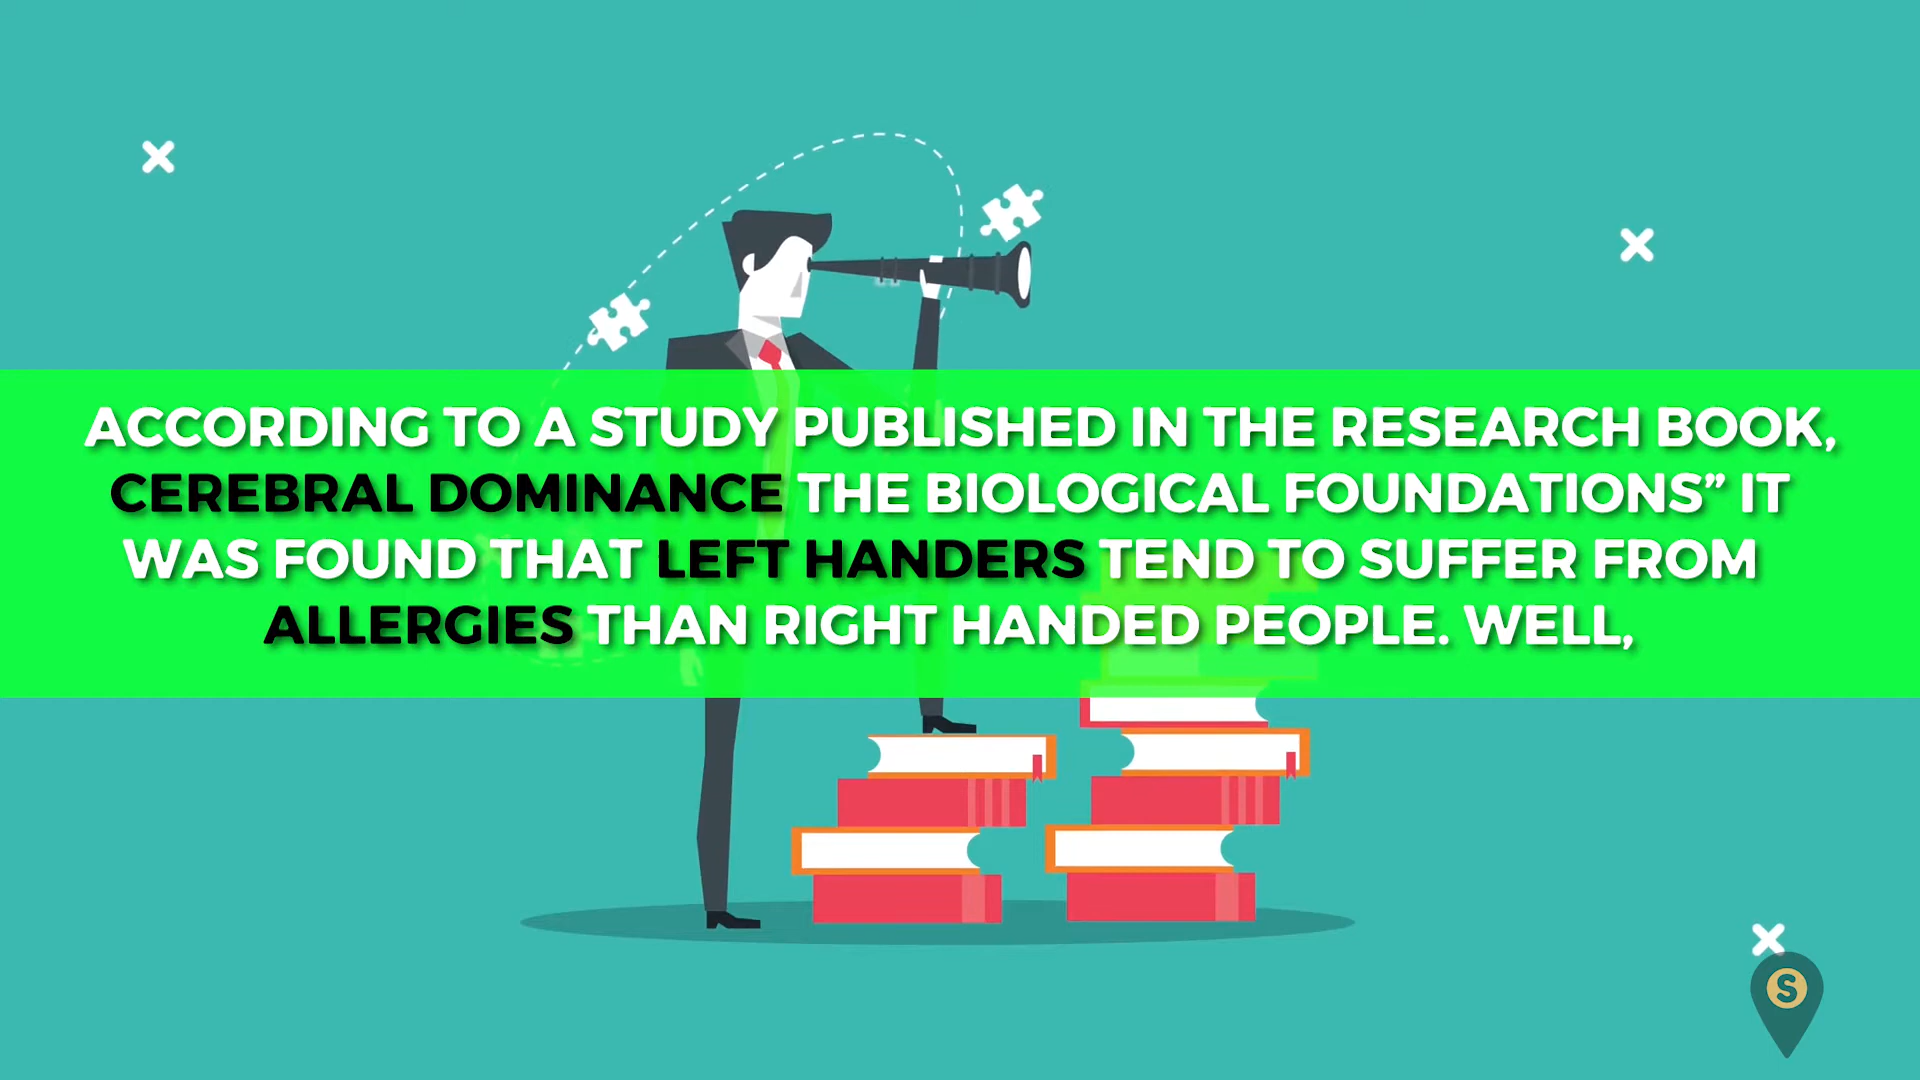 ACCORDING TO A STUDY PUBLISHED IN THE RESEARCH BOOK,
CEREBRAL DOMINANCE THE BIOLOGICAL FOUNDATIONS” IT
WAS FOUND THAT LEFT HANDERS TEND TO SUFFER FROM
ALLERGIES THAN RIGHT HANDED PEOPLE. WELL,
S